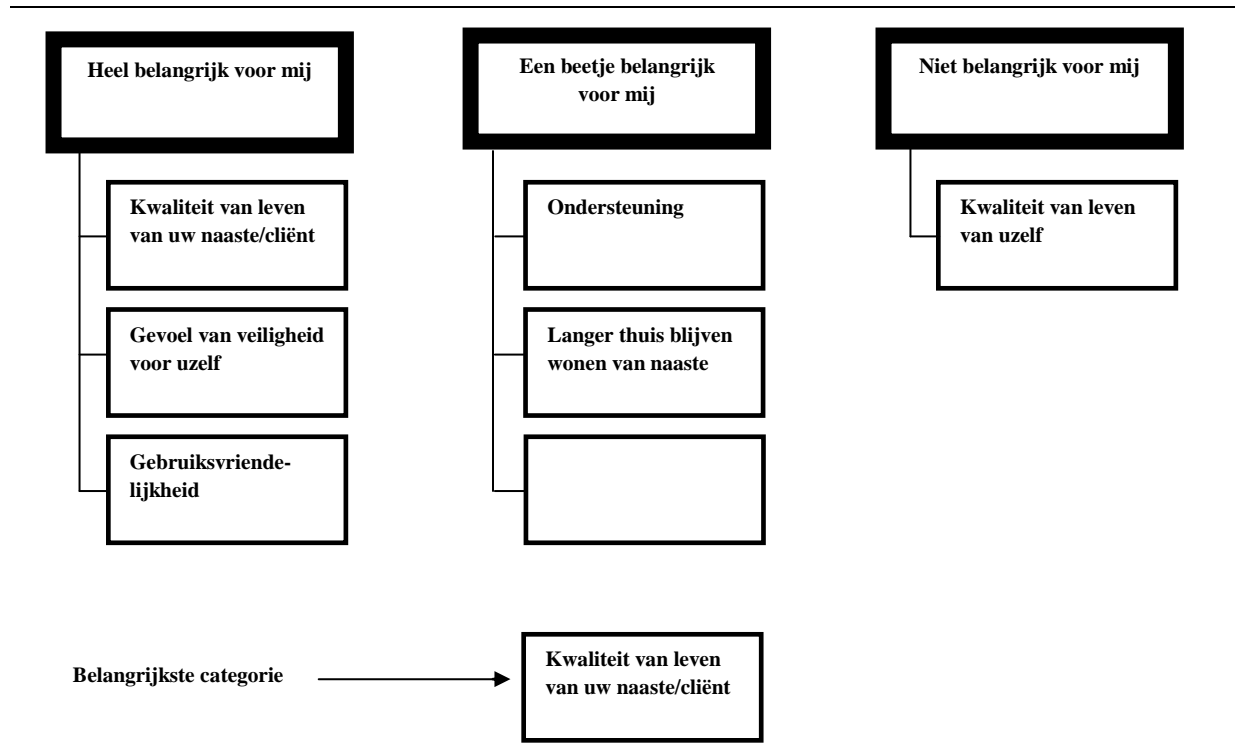 Heel belangrijk voor mij
Een beetje belangrijk
voor mij
Niet belangrijk voor mij
Kwaliteit van leven
van uw naaste/cliënt
Gevoel van veiligheid
voor uzelf
Gebruiksvriende-
lijkheid
Ondersteuning
Langer thuis blijven
wonen van naaste
Kwaliteit van leven
van uzelf
Belangrijkste categorie
Kwaliteit van leven
van uw naaste/cliënt